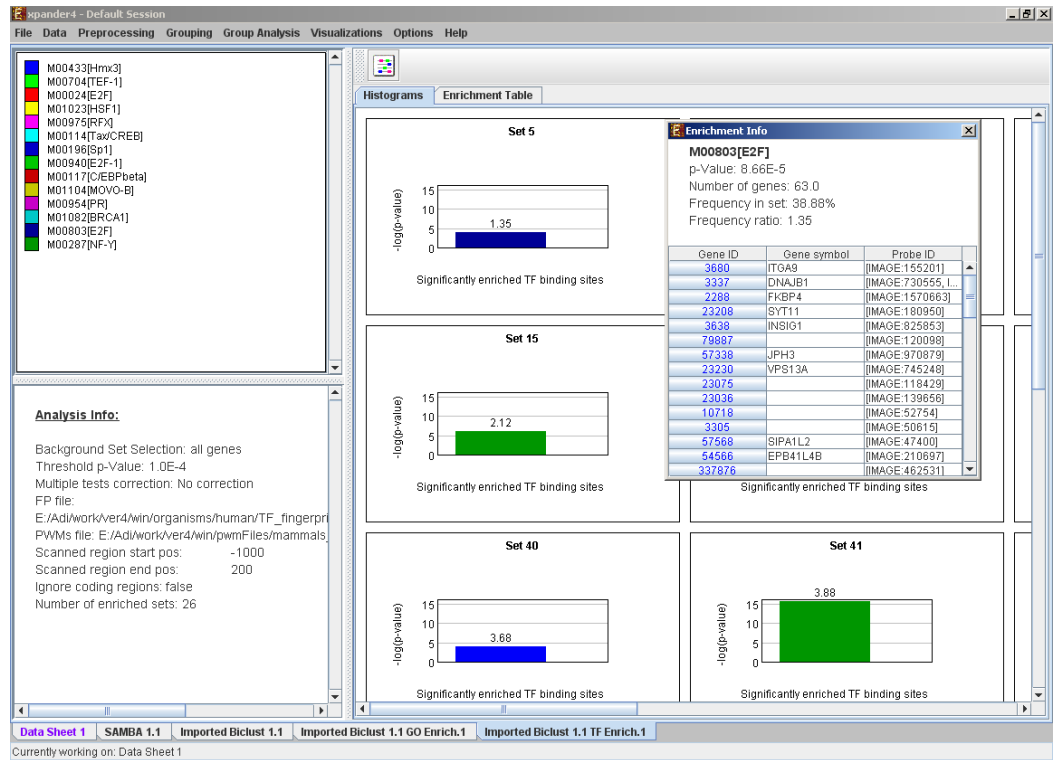 xpander4 - Default Session
File Data Preprocessing Grouping Group Analysis Visualizations Options Help
M00433[Hmx3]
M00704[TEF-1]
M00024[E2F]
M01023[HSF1]
M00975[RFX]
M00114[Tax/CREB]
M00196[Sp1]
M00940[E2F-1]
M00117[C/EBPbeta]
M01104[MOVO-B]
M00954[PR]
M01082[BRCA1]
M00803[E2F]
M00287[NF-Y]
Analysis Info:
Background Set Selection: all genes
Threshold p-Value: 1.0E-4
Multiple tests correction: No correction
FP file:
E:/Adi/work/ver4/win/organisms/human/TF_fingerpri
PWMs file: E:/Adi/work/ver4/win/pwmFiles/mammals_
Scanned region start pos: -1000
Scanned region end pos: 200
Ignore coding regions: false
Number of enriched sets: 26
Histograms Enrichment Table
Set 5
-log(p-value)
15
10
5
0
1.35
Significantly enriched TF binding sites
Set 15
-log(p-value)
15
10
5
0
2.12
Significantly enriched TF binding sites
Significantly enriched TF binding sites
Set 40
-log(p-value)
15
10
5
0
3.68
Significantly enriched TF binding sites
Set 41
-log(p-value)
15
10
5
0
3.88
Significantly enriched TF binding sites
Enrichment Info
M00803[E2F]
p-Value: 8.66E-5
Number of genes: 63.0
Frequency in set: 38.88%
Frequency ratio: 1.35
Gene ID Gene symbol Probe ID
3680 ITGA9 [IMAGE:155201]
3337 DNAJB1 [IMAGE:730555, I...
2288 FKBP4 [IMAGE:1570663]
23208 SYT11 [IMAGE:180950]
3638 INSIG1 [IMAGE:825853]
79887 [IMAGE:120098]
57338 JPH3 [IMAGE:970879]
23230 VPS13A [IMAGE:745248]
23075 [IMAGE:118429]
23036 [IMAGE:139656]
10718 [IMAGE:52754]
3305 [IMAGE:50615]
57568 SIPA1L2 [IMAGE:47400]
54566 EPB41L4B [IMAGE:210697]
337876 [IMAGE:462531]
Data Sheet 1 SAMBA 1.1 Imported Biclust 1.1 Imported Biclust 1.1 GO Enrich.1 Imported Biclust 1.1 TF Enrich.1
Currently working on: Data Sheet 1